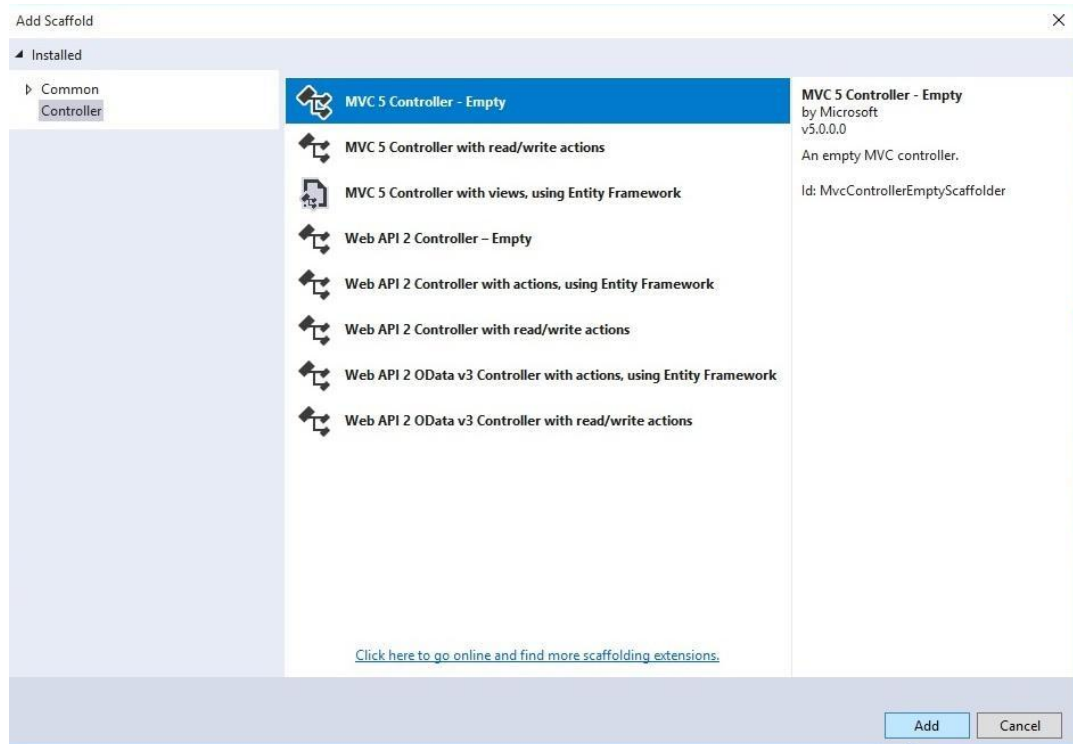 Add Scaffold
Installed
Common
Controller
MVC 5 Controller - Empty
MVC 5 Controller with read/write actions
MVC 5 Controller with views, using Entity Framework
Web API 2 Controller – Empty
Web API 2 Controller with actions, using Entity Framework
Web API 2 Controller with read/write actions
Web API 2 OData v3 Controller with actions, using Entity Framework
Web API 2 OData v3 Controller with read/write actions
Click here to go online and find more scaffolding extensions.
MVC 5 Controller - Empty
by Microsoft
v5.0.0.0
An empty MVC controller.
Id: MvcControllerEmptyScaffolder
Add
Cancel